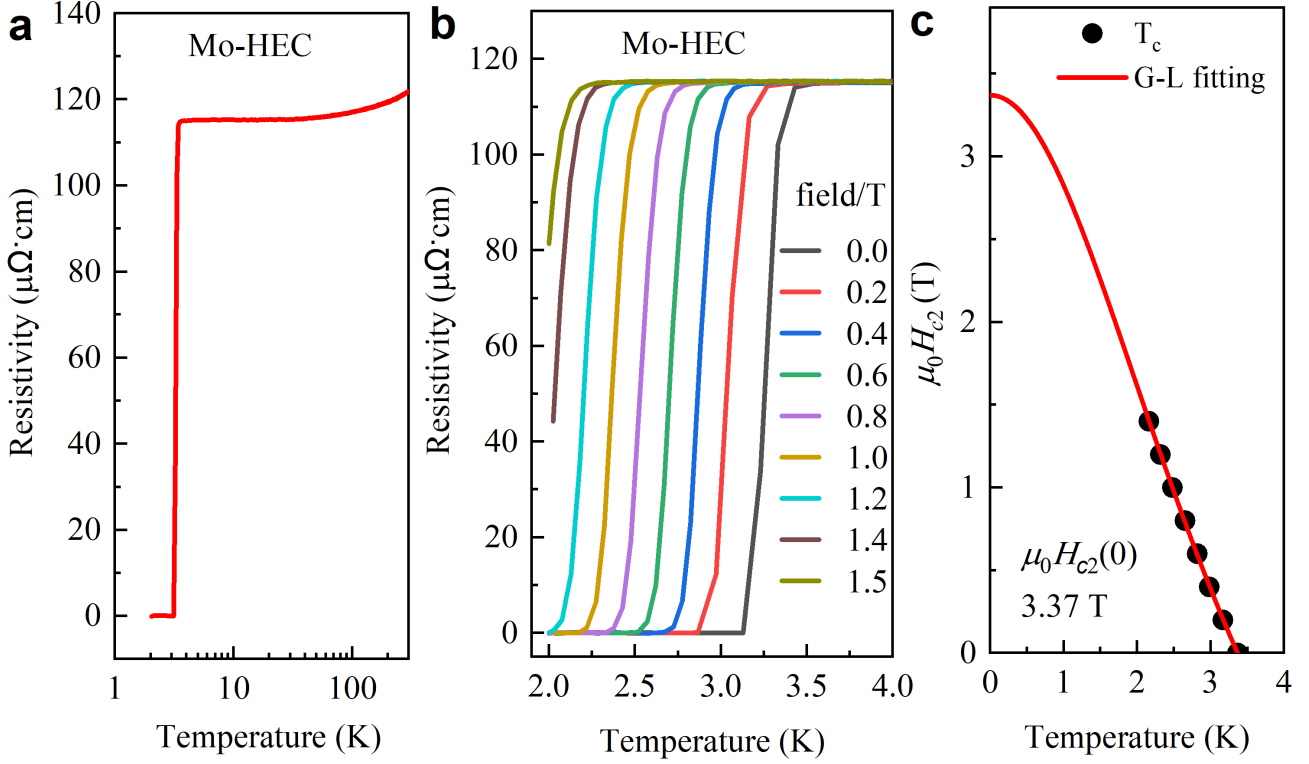 a
Mo-HEC
140
120
100
80
60
40
20
0
1
10
100
Resistivity (μΩ·cm)
Temperature (K)
b
Mo-HEC
120
100
80
60
40
20
0
2.0
2.5
3.0
3.5
4.0
Resistivity (μΩ·cm)
Temperature (K)
field/T
0.0
0.2
0.4
0.6
0.8
1.0
1.2
1.4
1.5
c
T_c
G-L fitting
3
2
1
0
0
1
2
3
4
μ₀H_c2 (T)
μ₀H_c2(0)
3.37 T
Temperature (K)